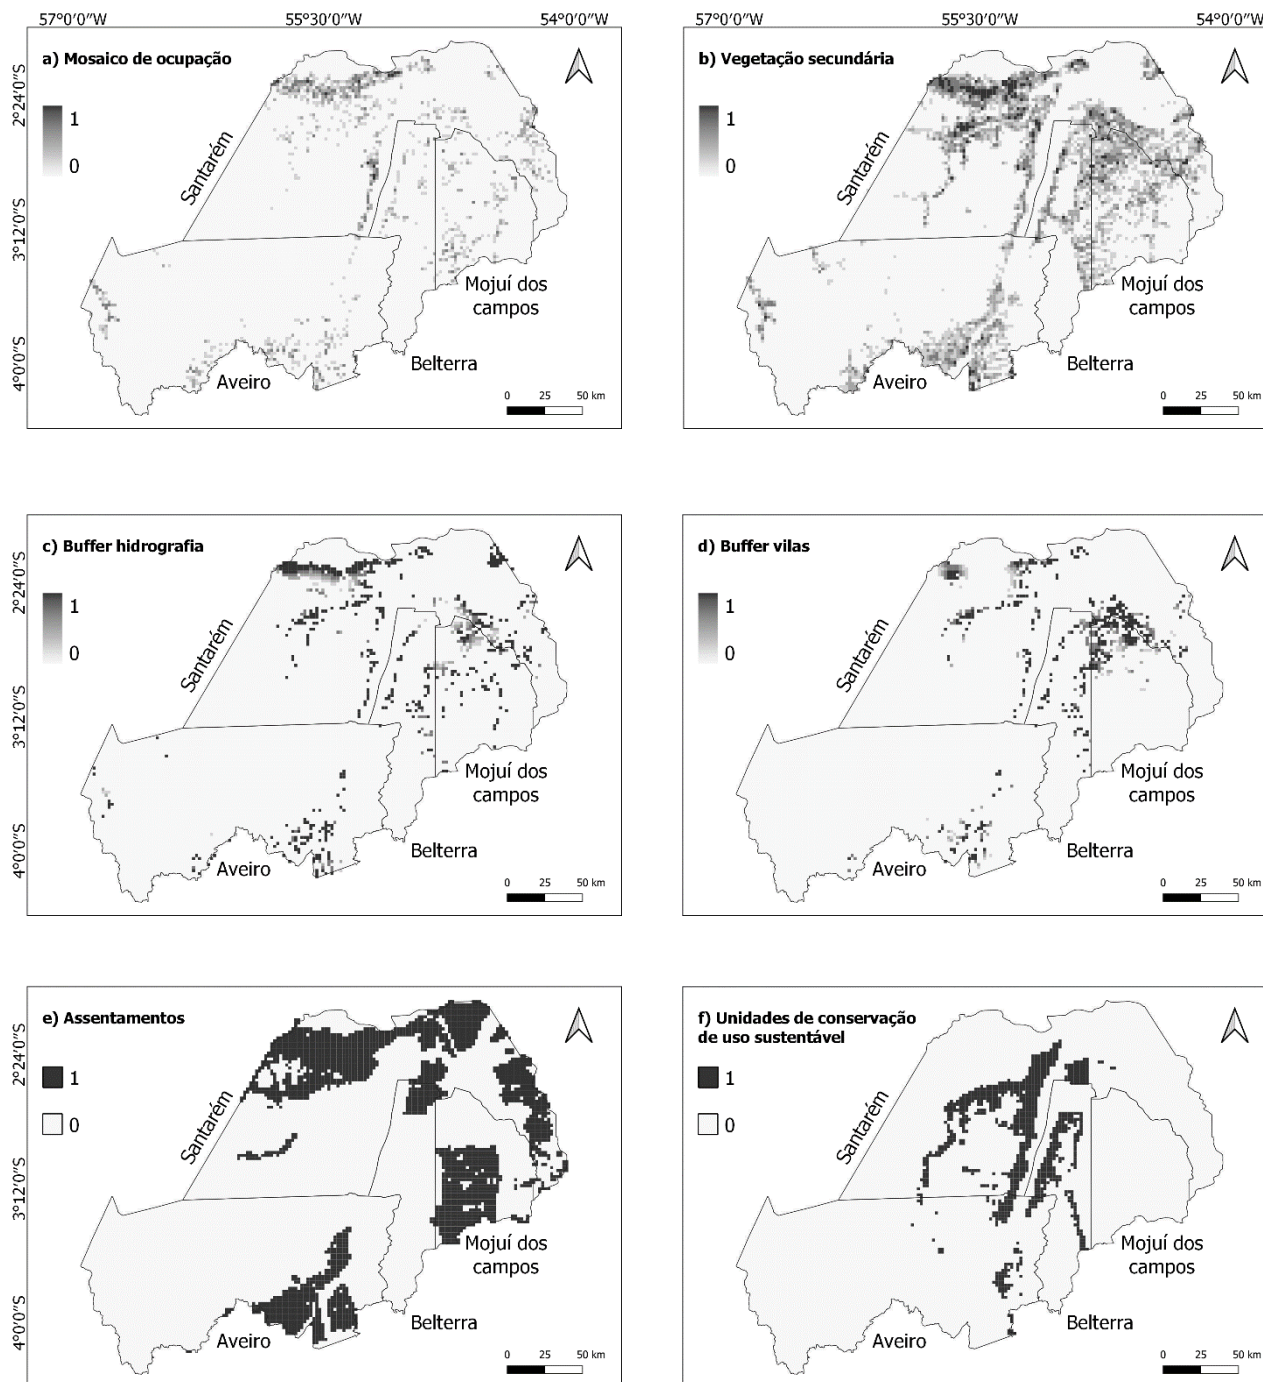 57°0'0"W 55°30'0"W 54°0'0"W
57°0'0"W 55°30'0"W 54°0'0"W
a) Mosaico de ocupação
1
0
2°24'0"S
3°12'0"S
4°0'0"S
Santarém
Mojuí dos
campos
Belterra
Aveiro
0 25 50 km
b) Vegetação secundária
1
0
Santarém
Mojuí dos
campos
Belterra
Aveiro
0 25 50 km
c) Buffer hidrografia
1
0
2°24'0"S
3°12'0"S
4°0'0"S
Santarém
Mojuí dos
campos
Belterra
Aveiro
0 25 50 km
d) Buffer vilas
1
0
Santarém
Mojuí dos
campos
Belterra
Aveiro
0 25 50 km
e) Assentamentos
1
0
2°24'0"S
3°12'0"S
4°0'0"S
Santarém
Mojuí dos
campos
Belterra
Aveiro
0 25 50 km
f) Unidades de conservação
de uso sustentável
1
0
Santarém
Mojuí dos
campos
Belterra
Aveiro
0 25 50 km